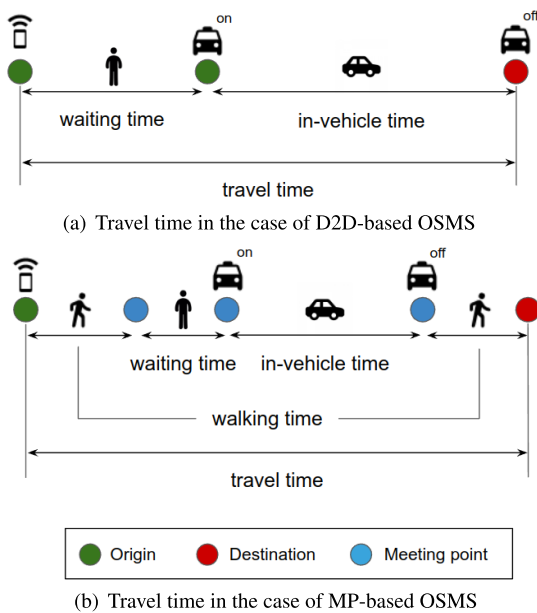 on
off
waiting time
in-vehicle time
travel time
(a) Travel time in the case of D2D-based OSMS
on
off
waiting time
in-vehicle time
walking time
travel time
Origin
Destination
Meeting point
(b) Travel time in the case of MP-based OSMS